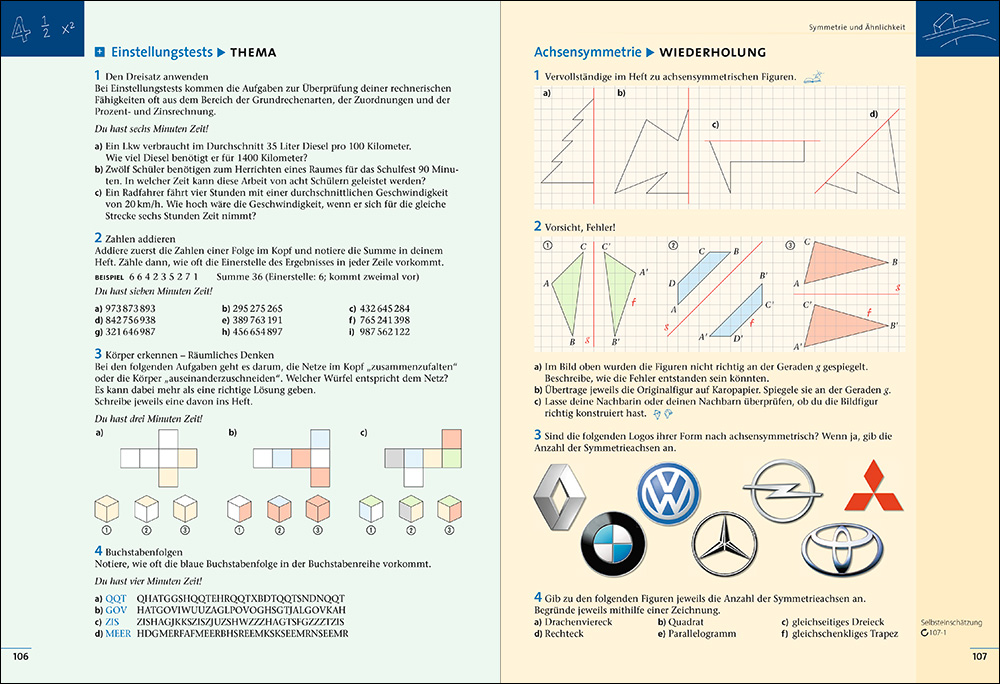 4 1/2 x²
Einstellungstests ▶ THEMA
1 Den Dreisatz anwenden
Bei Einstellungstests kommen die Aufgaben zur Überprüfung deiner rechnerischen
Fähigkeiten oft aus dem Bereich der Grundrechenarten, der Zuordnungen und der
Prozent- und Zinsrechnung.
Du hast sechs Minuten Zeit!
a) Ein Lkw verbraucht im Durchschnitt 35 Liter Diesel pro 100 Kilometer.
Wie viel Diesel benötigt er für 1400 Kilometer?
b) Zwölf Schüler benötigen zum Herrichten eines Raumes für das Schulfest 90 Minu-
ten. In welcher Zeit kann diese Arbeit von acht Schülern geleistet werden?
c) Ein Radfahrer fährt vier Stunden mit einer durchschnittlichen Geschwindigkeit
von 20 km/h. Wie hoch wäre die Geschwindigkeit, wenn er sich für die gleiche
Strecke sechs Stunden Zeit nimmt?
2 Zahlen addieren
Addiere zuerst die Zahlen einer Folge im Kopf und notiere die Summe in deinem
Heft. Zähle dann, wie oft die Einerstelle des Ergebnisses in jeder Zeile vorkommt.
BEISPIEL 6 6 4 2 3 5 2 7 1 Summe 36 (Einerstelle: 6; kommt zweimal vor)
Du hast sieben Minuten Zeit!
a) 973 873 893 b) 295 275 265 c) 432 645 284
d) 842 756 938 e) 389 763 191 f) 765 241 398
g) 321 646 987 h) 456 654 897 i) 987 562 122
3 Körper erkennen – Räumliches Denken
Bei den folgenden Aufgaben geht es darum, die Netze im Kopf „zusammenzufalten“
oder die Körper „auseinanderzuschneiden“. Welcher Würfel entspricht dem Netz?
Es kann dabei mehr als eine richtige Lösung geben.
Schreibe jeweils eine davon ins Heft.
Du hast drei Minuten Zeit!
a) b) c)
① ② ③ ① ② ③ ① ② ③
4 Buchstabenfolgen
Notiere, wie oft die blaue Buchstabenfolge in der Buchstabenreihe vorkommt.
Du hast vier Minuten Zeit!
a) QQT QHATGGSHQQTEHRQQTXBDTQQTSNDNQQT
b) GOV HATGOVIWUUZAGLPOVOGHSGTJALGOVKAH
c) ZIS ZISHAGJKKSZISZJUZSHWZZZHAGTSFGZZZTZIS
d) MEER HDGMERFAFMEERBHSREEMKSKSEEMRNSEEMR
106
Symmetrie und Ähnlichkeit
Achsensymmetrie ▶ WIEDERHOLUNG
1 Vervollständige im Heft zu achsensymmetrischen Figuren.
a) b) c) d)
2 Vorsicht, Fehler!
① C C' A A' f B g B'
② C B D A g B' C' f A' D'
③ C B A g C' f B' A'
a) Im Bild oben wurden die Figuren nicht richtig an der Geraden g gespiegelt.
Beschreibe, wie die Fehler entstanden sein könnten.
b) Übertrage jeweils die Originalfigur auf Karopapier. Spiegele sie an der Geraden g.
c) Lasse deine Nachbarin oder deinen Nachbarn überprüfen, ob du die Bildfigur
richtig konstruiert hast.
3 Sind die folgenden Logos ihrer Form nach achsensymmetrisch? Wenn ja, gib die
Anzahl der Symmetrieachsen an.
BMW
4 Gib zu den folgenden Figuren jeweils die Anzahl der Symmetrieachsen an.
Begründe jeweils mithilfe einer Zeichnung.
a) Drachenviereck b) Quadrat c) gleichseitiges Dreieck
d) Rechteck e) Parallelogramm f) gleichschenkliges Trapez
Selbsteinschätzung
107-1
107